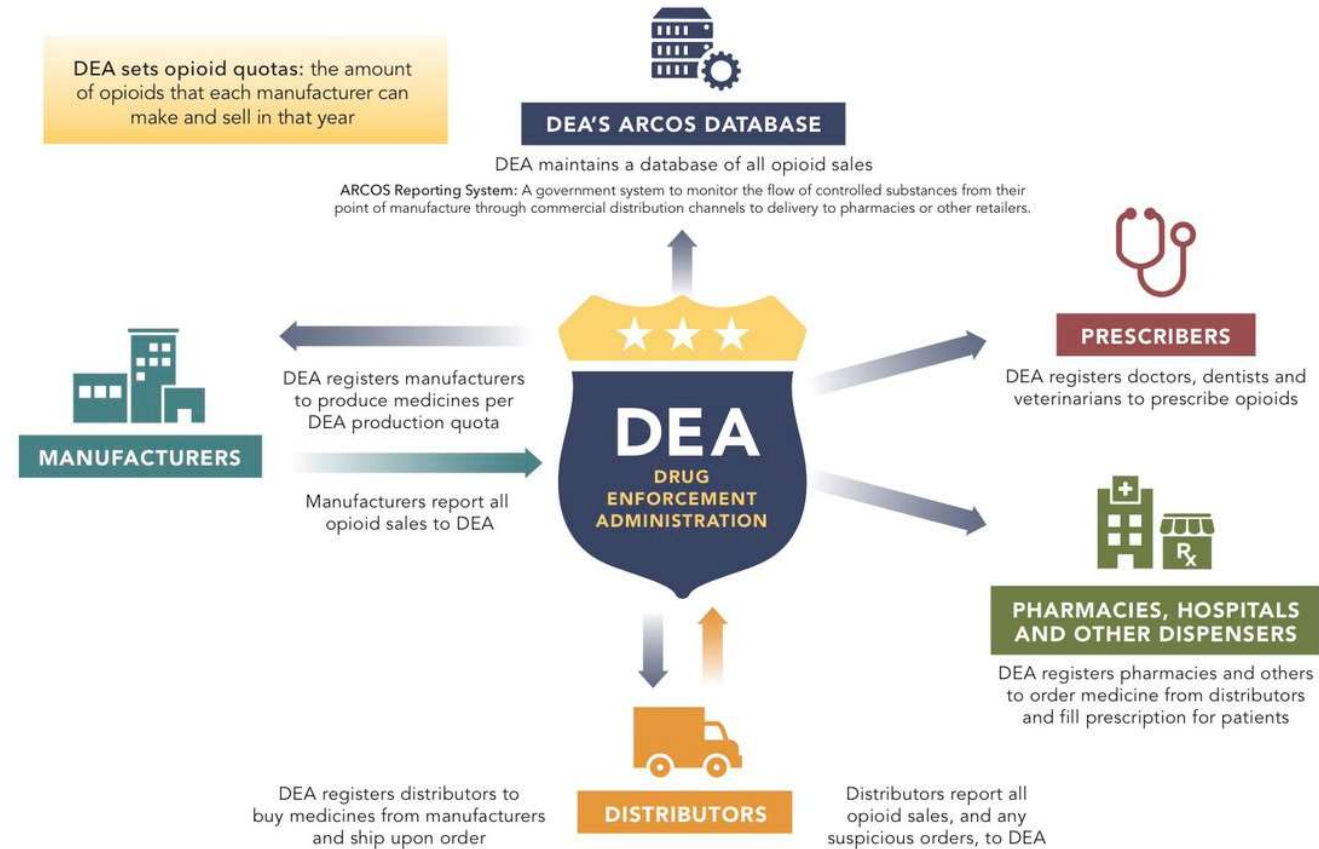 DEA sets opioid quotas: the amount
of opioids that each manufacturer can
make and sell in that year
DEA'S ARCOS DATABASE
DEA maintains a database of all opioid sales
ARCOS Reporting System: A government system to monitor the flow of controlled substances from their
point of manufacture through commercial distribution channels to delivery to pharmacies or other retailers.
MANUFACTURERS
DEA registers manufacturers
to produce medicines per
DEA production quota
Manufacturers report all
opioid sales to DEA
DEA
DRUG
ENFORCEMENT
ADMINISTRATION
PRESCRIBERS
DEA registers doctors, dentists and
veterinarians to prescribe opioids
Rx
PHARMACIES, HOSPITALS
AND OTHER DISPENSERS
DEA registers pharmacies and others
to order medicine from distributors
and fill prescription for patients
DEA registers distributors to
buy medicines from manufacturers
and ship upon order
DISTRIBUTORS
Distributors report all
opioid sales, and any
suspicious orders, to DEA